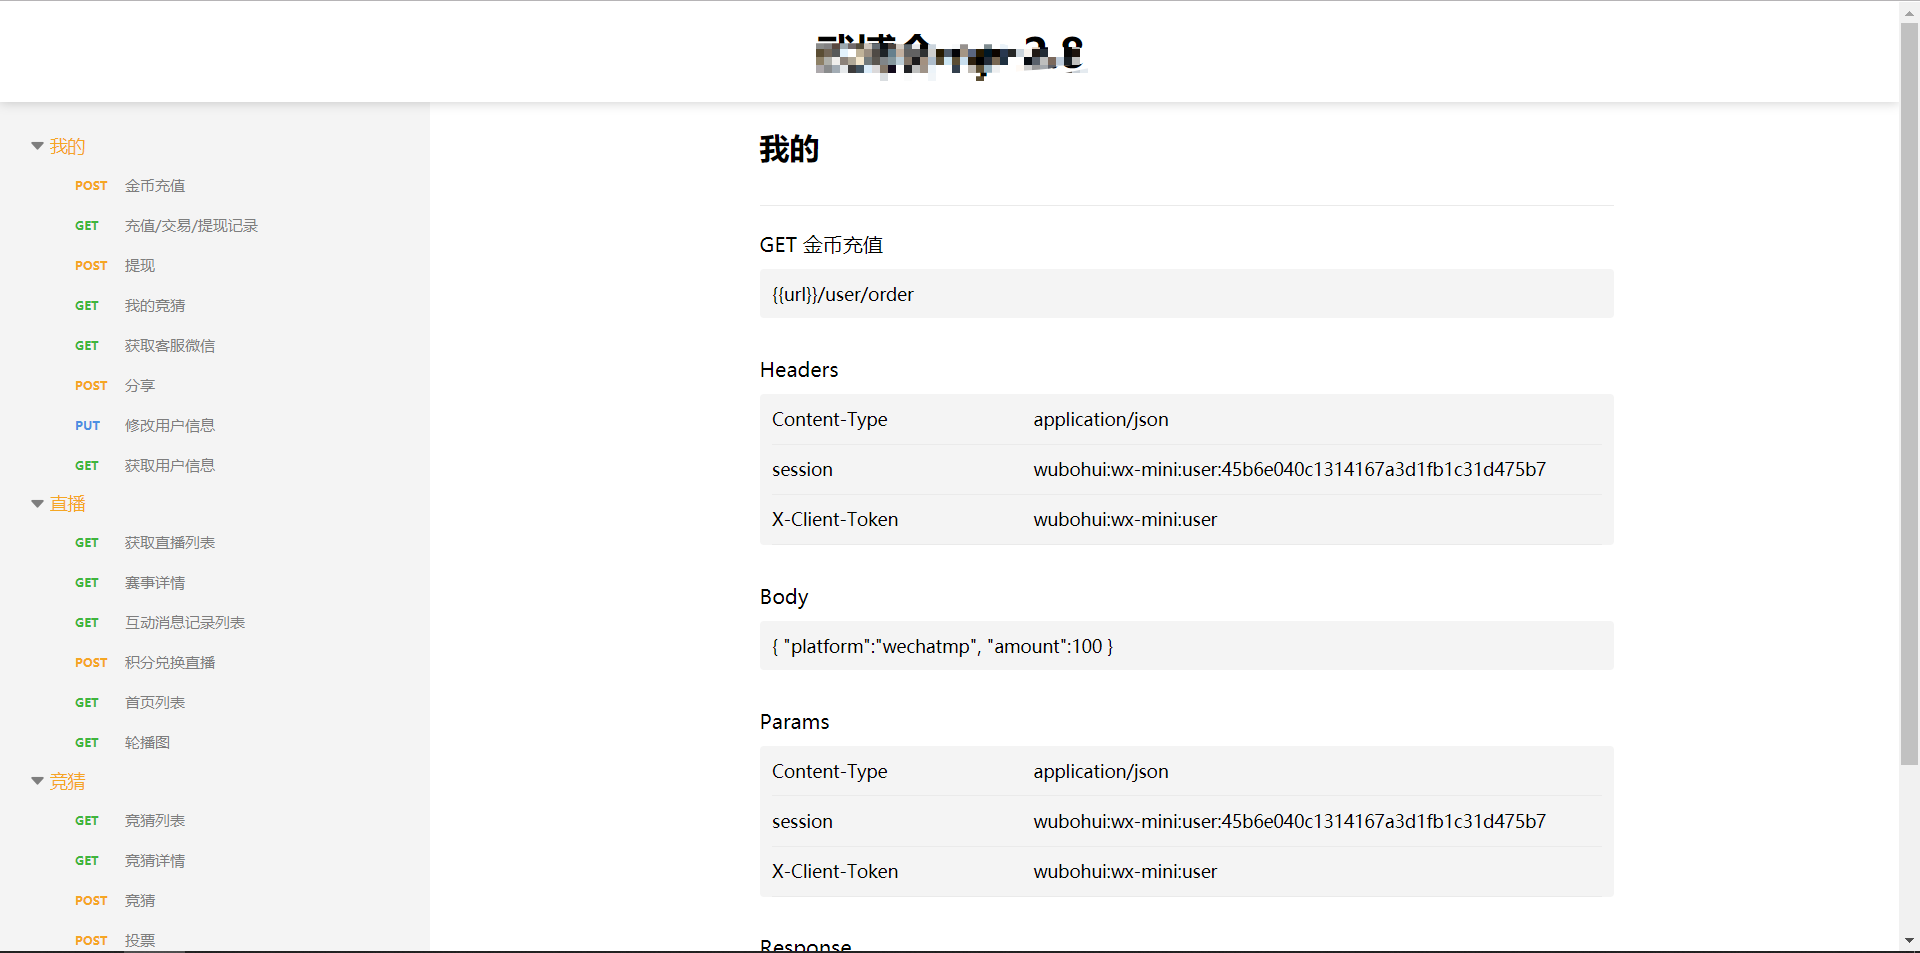 2.8
我的
POST 金币充值
GET 充值/交易/提现记录
POST 提现
GET 我的竞猜
GET 获取客服微信
POST 分享
PUT 修改用户信息
GET 获取用户信息
直播
GET 获取直播列表
GET 赛事详情
GET 互动消息记录列表
POST 积分兑换直播
GET 首页列表
GET 轮播图
竞猜
GET 竞猜列表
GET 竞猜详情
POST 竞猜
POST 投票
我的
GET 金币充值
{{url}}/user/order
Headers
Content-Type application/json
session wubohui:wx-mini:user:45b6e040c1314167a3d1fb1c31d475b7
X-Client-Token wubohui:wx-mini:user
Body
{ "platform":"wechatmp", "amount":100 }
Params
Content-Type application/json
session wubohui:wx-mini:user:45b6e040c1314167a3d1fb1c31d475b7
X-Client-Token wubohui:wx-mini:user
Response